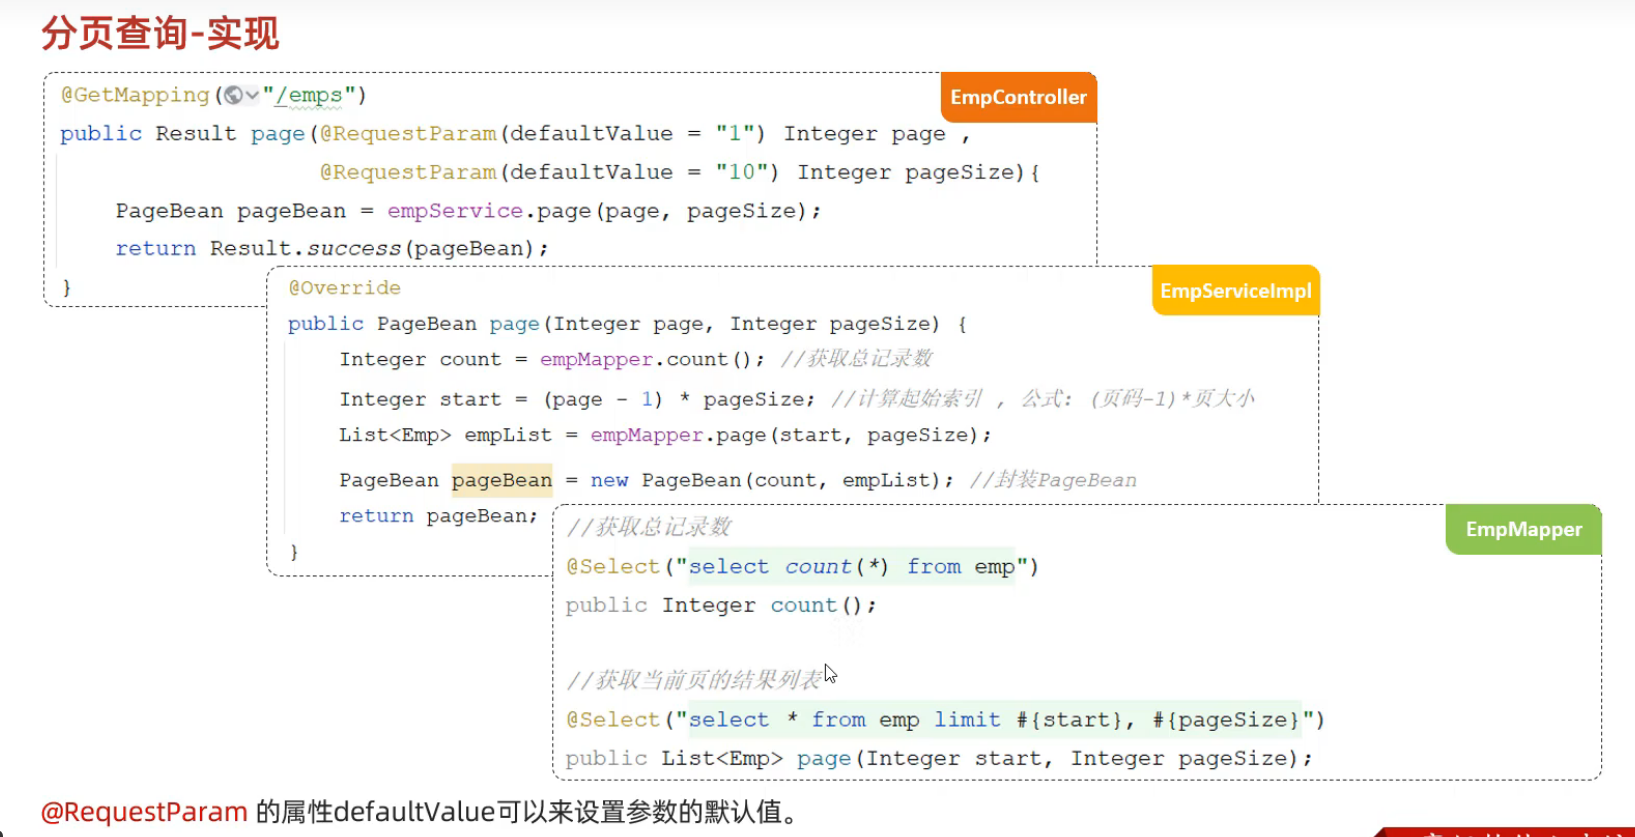 分页查询-实现
EmpController
@GetMapping("/emps")
public Result page(@RequestParam(defaultValue = "1") Integer page ,
@RequestParam(defaultValue = "10") Integer pageSize){
PageBean pageBean = empService.page(page, pageSize);
return Result.success(pageBean);
}
EmpServiceImpl
@Override
public PageBean page(Integer page, Integer pageSize) {
Integer count = empMapper.count(); //获取总记录数
Integer start = (page - 1) * pageSize; //计算起始索引 , 公式: (页码-1)*页大小
List<Emp> empList = empMapper.page(start, pageSize);
PageBean pageBean = new PageBean(count, empList); //封装PageBean
return pageBean;
}
EmpMapper
//获取总记录数
@Select("select count(*) from emp")
public Integer count();
//获取当前页的结果列表
@Select("select * from emp limit #{start}, #{pageSize}")
public List<Emp> page(Integer start, Integer pageSize);
@RequestParam 的属性defaultValue可以来设置参数的默认值。